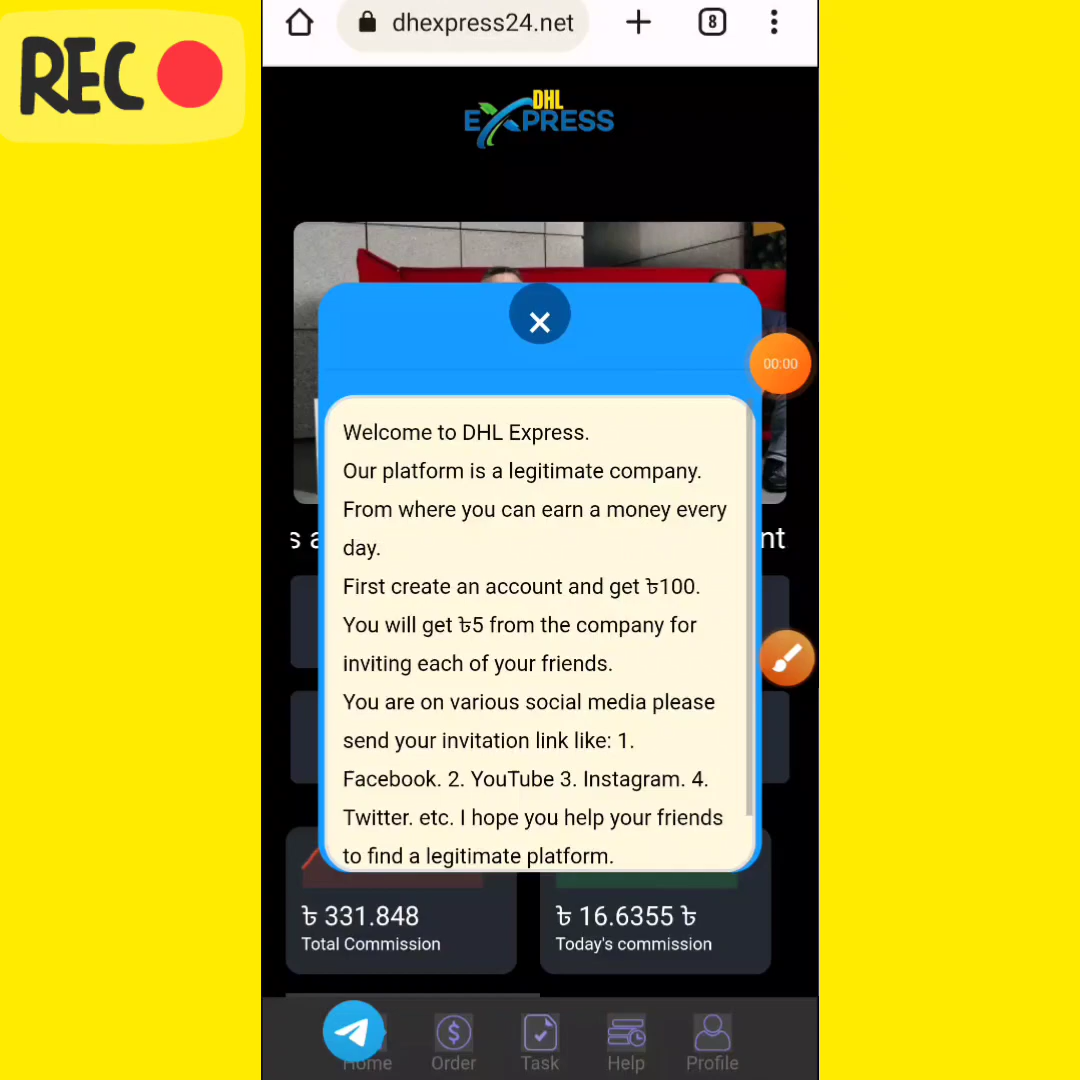 REC
dhexpress24.net
8
DHL
EXPRESS
00:00
Welcome to DHL Express.
Our platform is a legitimate company.
From where you can earn a money every
day.
First create an account and get ৳100.
You will get ৳5 from the company for
inviting each of your friends.
You are on various social media please
send your invitation link like: 1.
Facebook. 2. YouTube 3. Instagram. 4.
Twitter. etc. I hope you help your friends
to find a legitimate platform.
৳ 331.848
Total Commission
৳ 16.6355 ৳
Today's commission
Home
Order
Task
Help
Profile